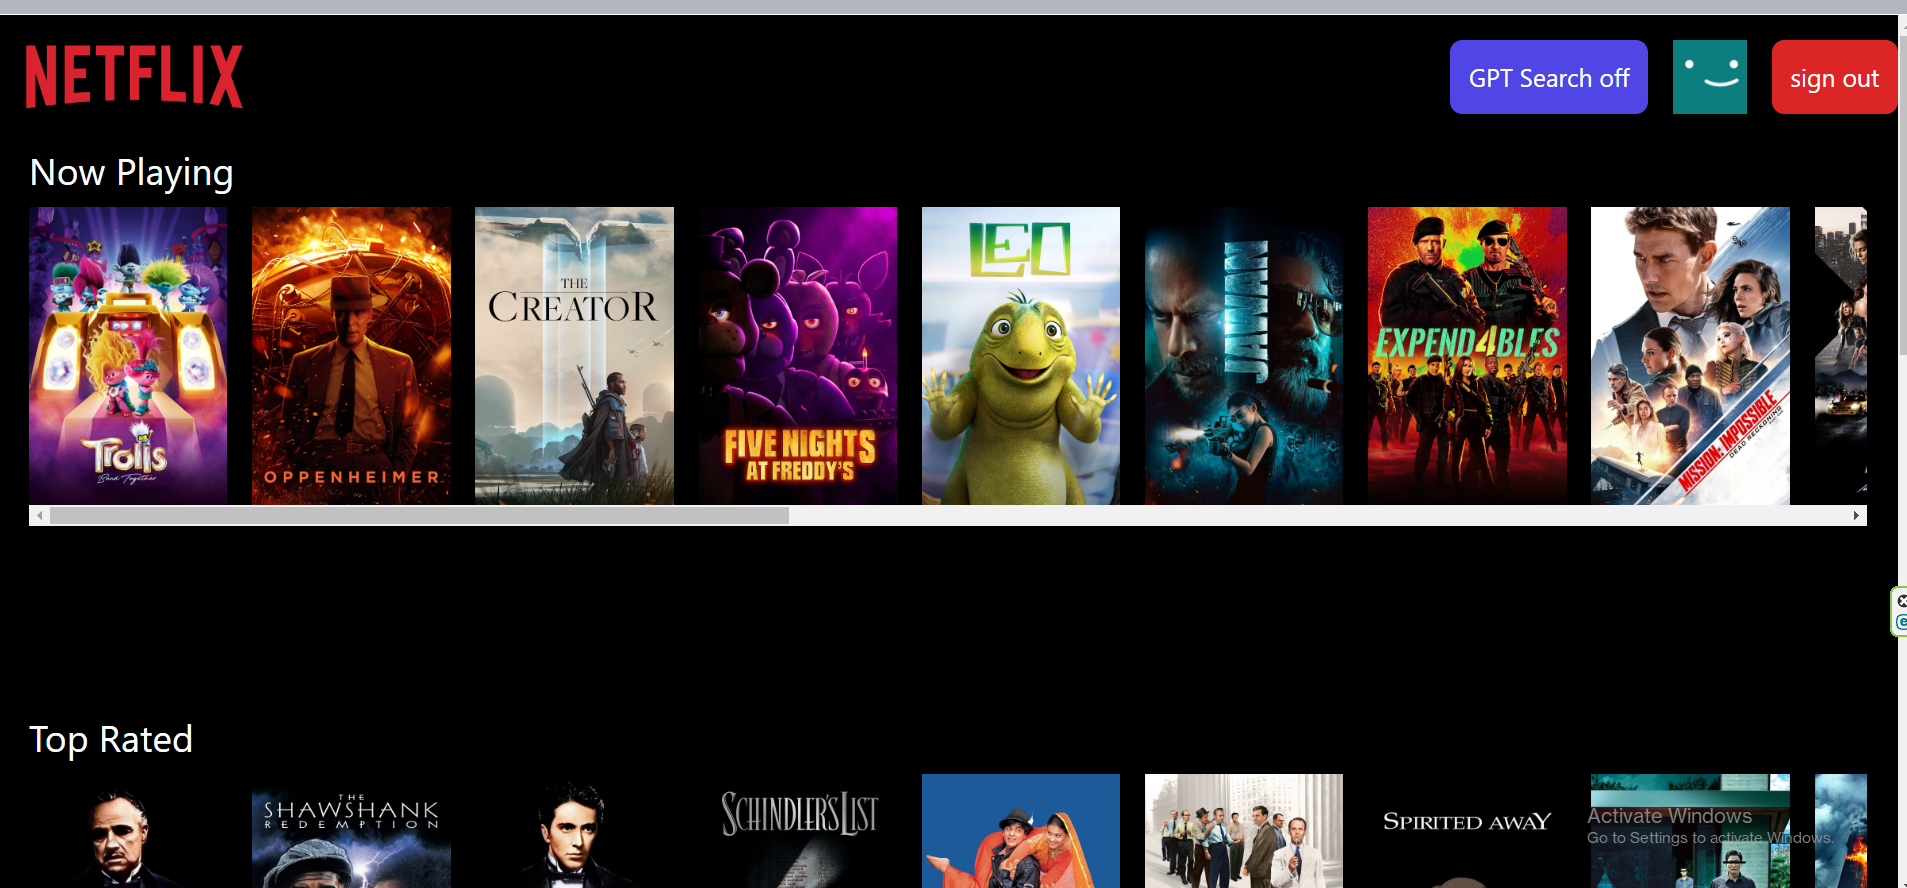 NETFLIX
GPT Search off
sign out
Now Playing
Trolls
Band Together
OPPENHEIMER
THE
CREATOR
FIVE NIGHTS
AT FREDDY'S
LEO
JAWAN
EXPEND4BLES
MISSION: IMPOSSIBLE
DEAD RECKONING
Top Rated
THE
SHAWSHANK
REDEMPTION
SCHINDLER'S LIST
SPIRITED AWAY
Activate Windows
Go to Settings to activate Windows.